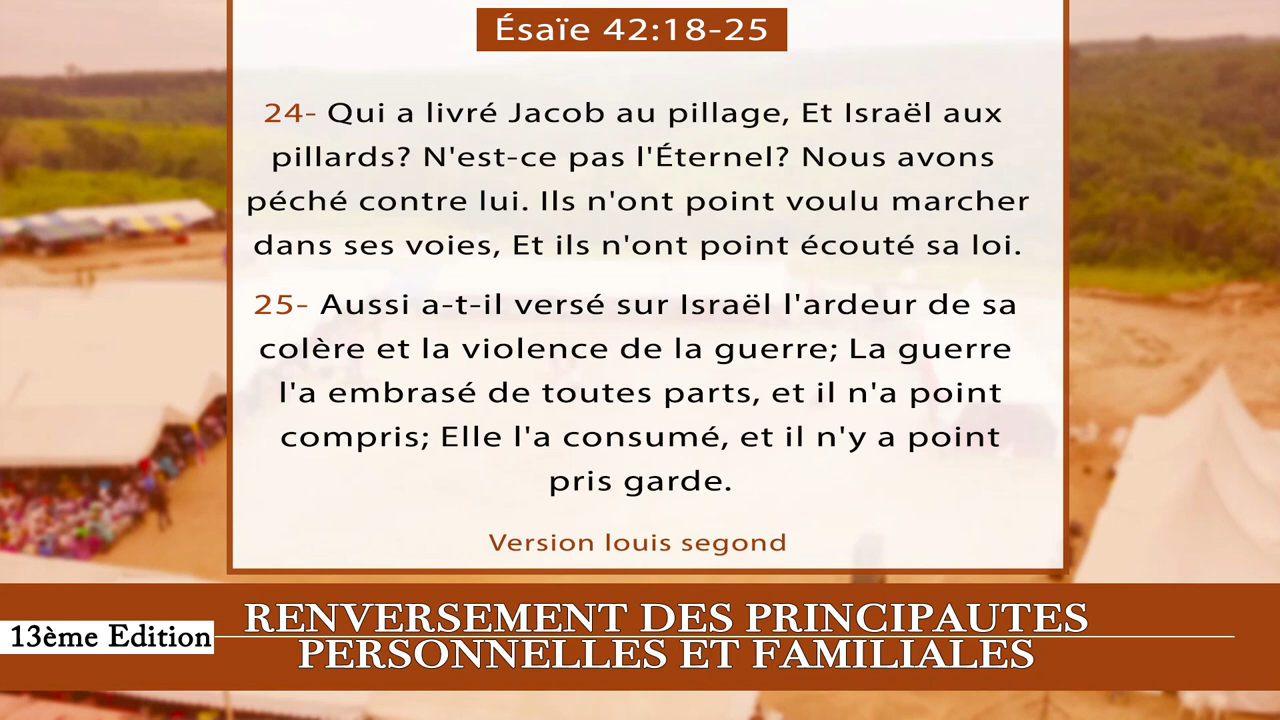 Ésaïe 42:18-25
24- Qui a livré Jacob au pillage, Et Israël aux
pillards? N'est-ce pas l'Éternel? Nous avons
péché contre lui. Ils n'ont point voulu marcher
dans ses voies, Et ils n'ont point écouté sa loi.
25- Aussi a-t-il versé sur Israël l'ardeur de sa
colère et la violence de la guerre; La guerre
l'a embrasé de toutes parts, et il n'a point
compris; Elle l'a consumé, et il n'y a point
pris garde.
Version louis segond
13ème Edition
RENVERSEMENT DES PRINCIPAUTES
PERSONNELLES ET FAMILIALES